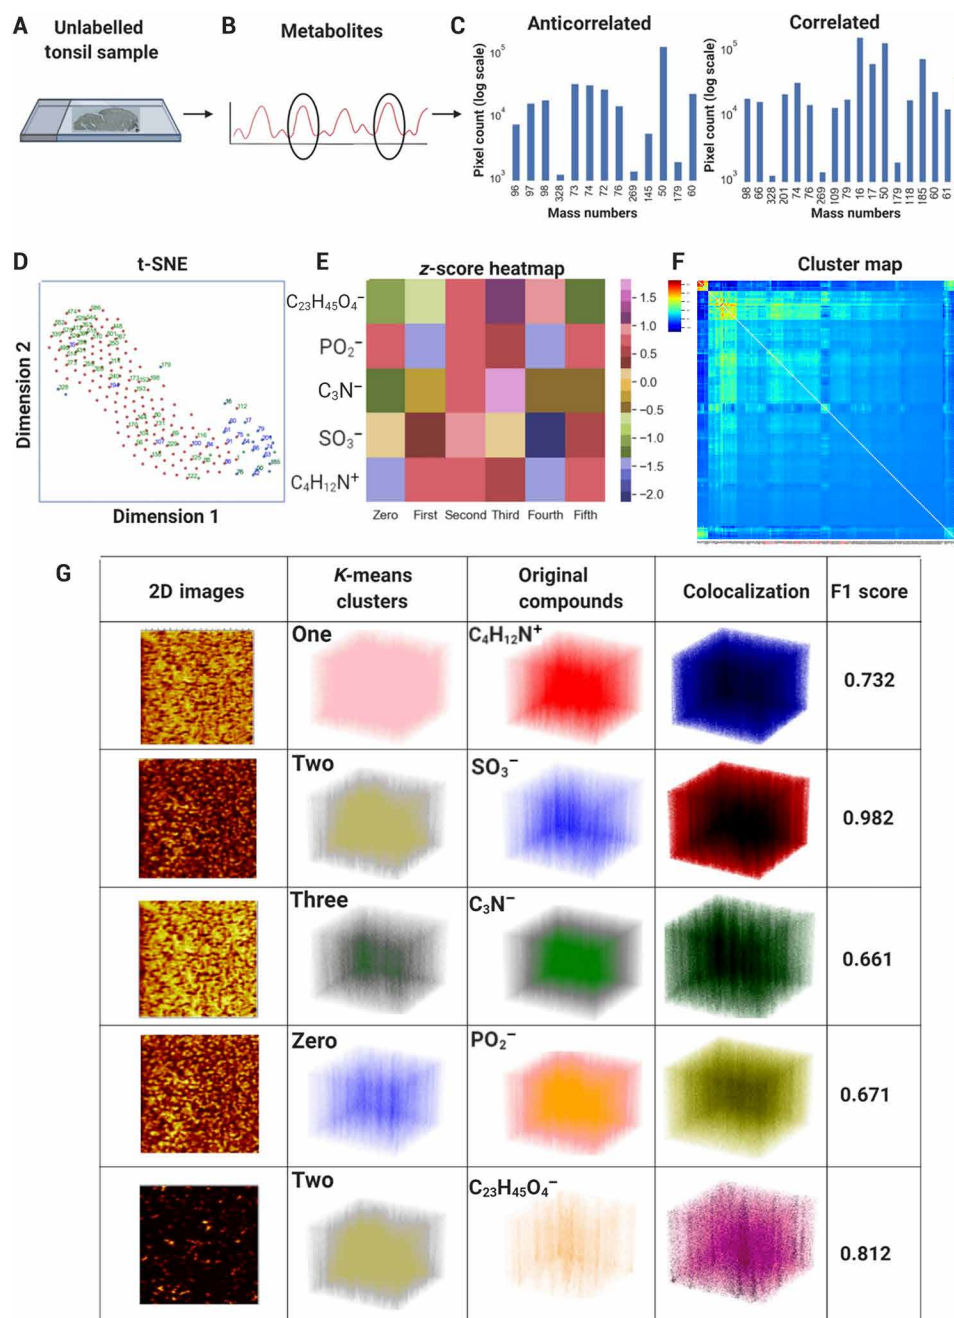 A
Unlabelled
tonsil sample
B
Metabolites
C
Anticorrelated
Pixel count (log scale)
10⁵
10⁴
10³
96 97 98 328 73 74 72 76 269 145 50 179 60
Mass numbers
Correlated
Pixel count (log scale)
10⁵
10⁴
10³
98 66 328 201 74 76 269 109 79 16 17 50 179 118 185 60 61
Mass numbers
D
t-SNE
Dimension 2
Dimension 1
E
z-score heatmap
C₂₃H₄₅O₄⁻
PO₂⁻
C₃N⁻
SO₃⁻
C₄H₁₂N⁺
Zero First Second Third Fourth Fifth
1.5
1.0
0.5
0.0
−0.5
−1.0
−1.5
−2.0
F
Cluster map
G
2D images
K-means
clusters
Original
compounds
Colocalization
F1 score
One
C₄H₁₂N⁺
0.732
Two
SO₃⁻
0.982
Three
C₃N⁻
0.661
Zero
PO₂⁻
0.671
Two
C₂₃H₄₅O₄⁻
0.812